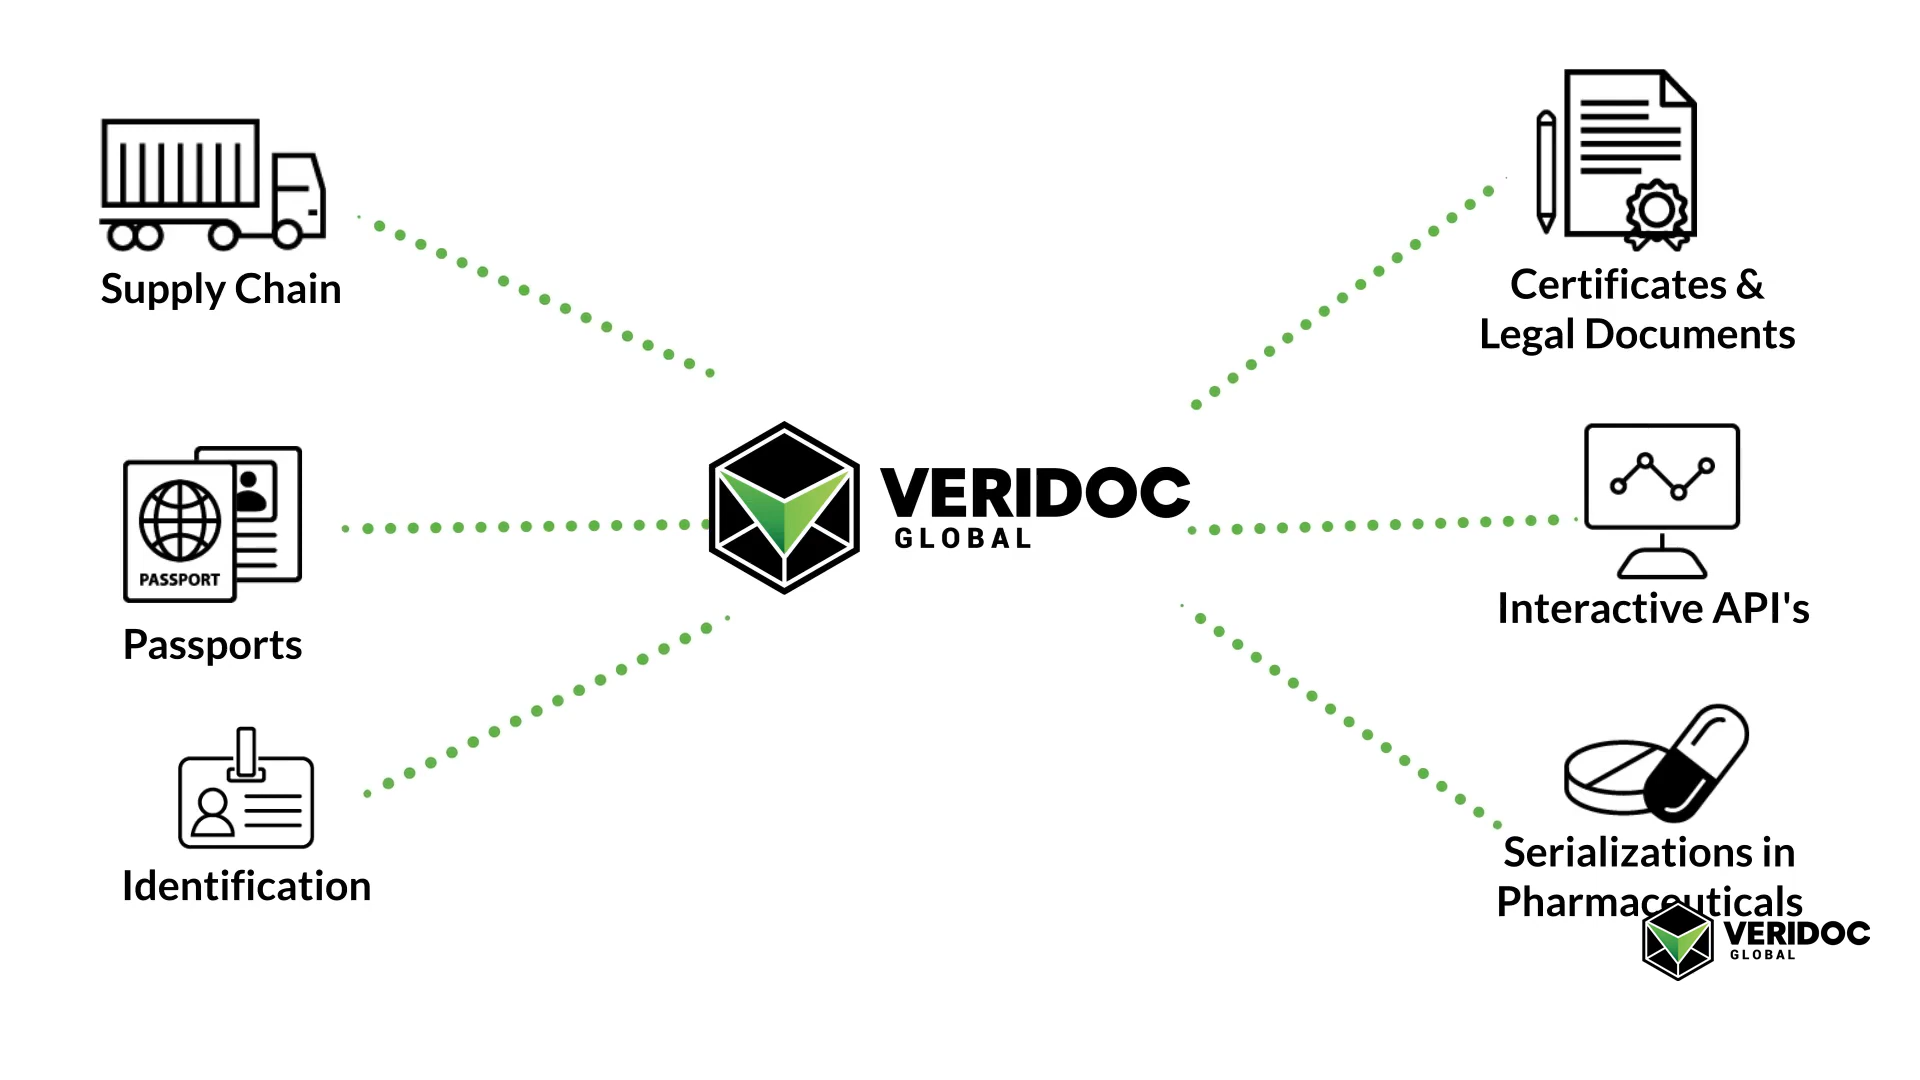 Supply Chain
PASSPORT
Passports
Identification
VERIDOC
GLOBAL
Certificates &
Legal Documents
Interactive API's
Serializations in
Pharmaceuticals
VERIDOC
GLOBAL